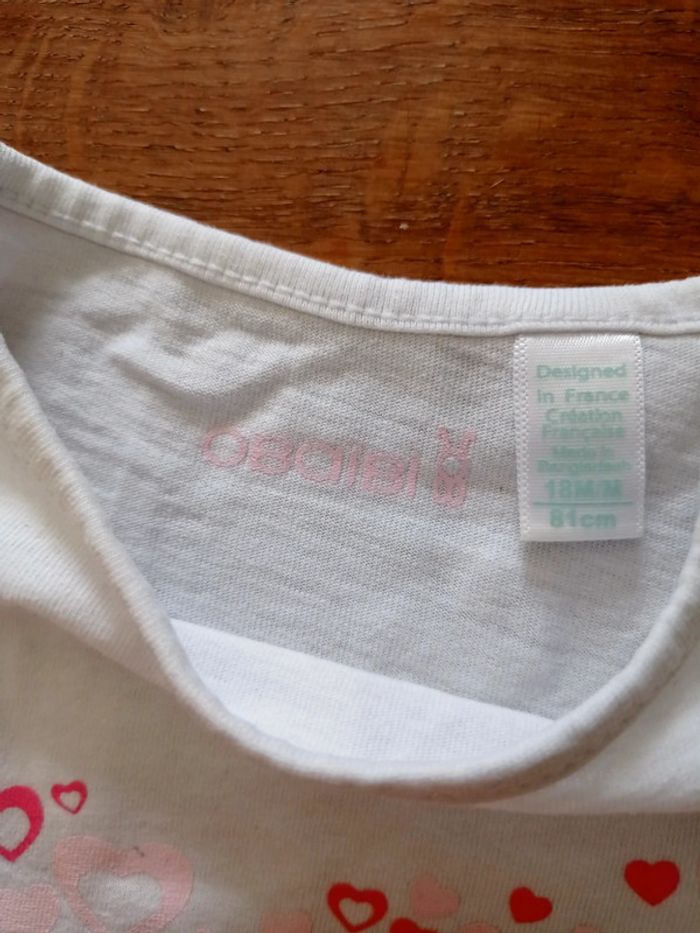 obaibi
Designed
in France
Création
Française
Made in
Bangladesh
18M/M
81cm